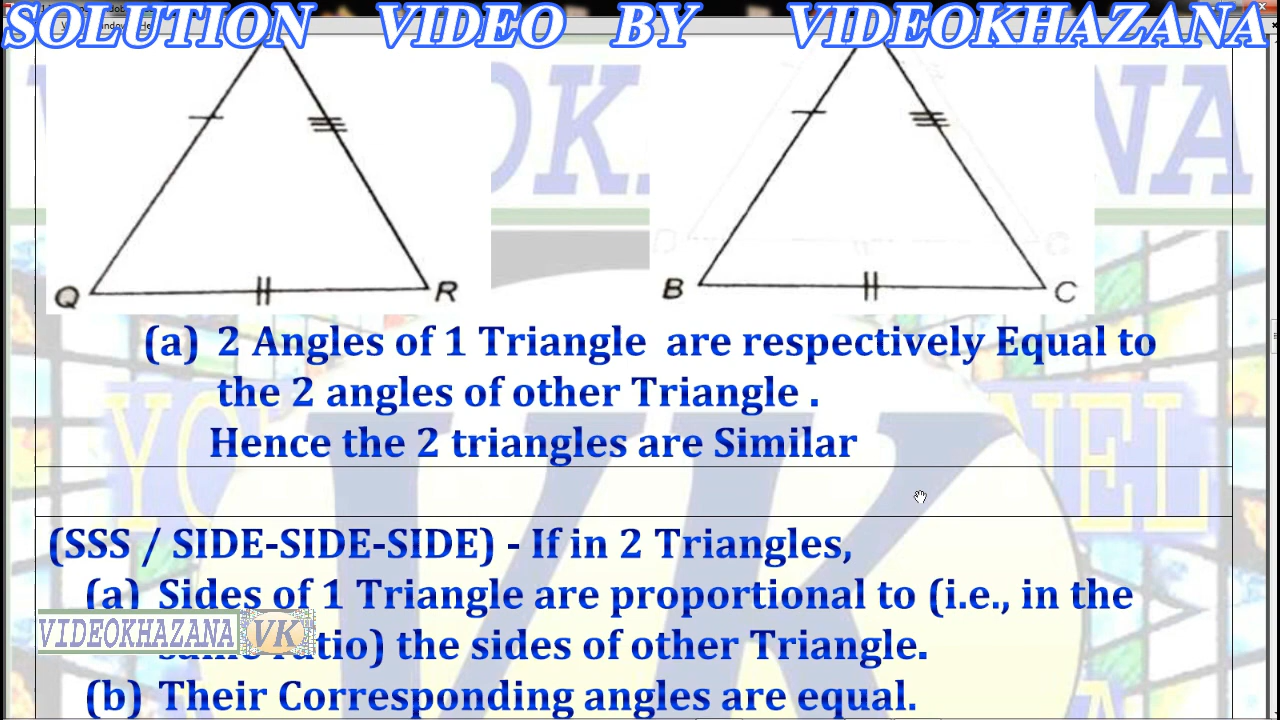 SOLUTION VIDEO BY VIDEOKHAZANA
Q
R
B
C
(a) 2 Angles of 1 Triangle are respectively Equal to
the 2 angles of other Triangle .
Hence the 2 triangles are Similar
(SSS / SIDE-SIDE-SIDE) - If in 2 Triangles,
(a) Sides of 1 Triangle are proportional to (i.e., in the
same ratio) the sides of other Triangle.
VIDEOKHAZANA VK
(b) Their Corresponding angles are equal.